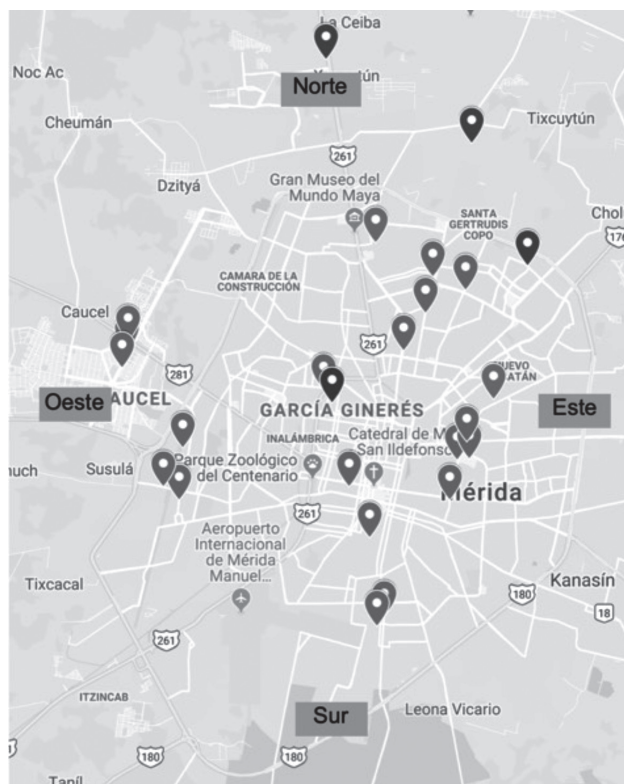 La Ceiba
Noc Ac
Norte
Cheumán
Tixcuytún
261
Dzityá
Gran Museo del
Mundo Maya
SANTA
GERTRUDIS
COPO
176
CAMARA DE LA
CONSTRUCCIÓN
Caucel
261
281
Oeste
AUCEL
GARCÍA GINERÉS
Este
INALÁMBRICA
Catedral de M
San Ildefonso
Susulá
Parque Zoológico
del Centenario
Mérida
261
Aeropuerto
Internacional
de Mérida
Manuel...
Tixcacal
Kanasín
180
18
261
ITZINCAB
Sur
Leona Vicario
180
180